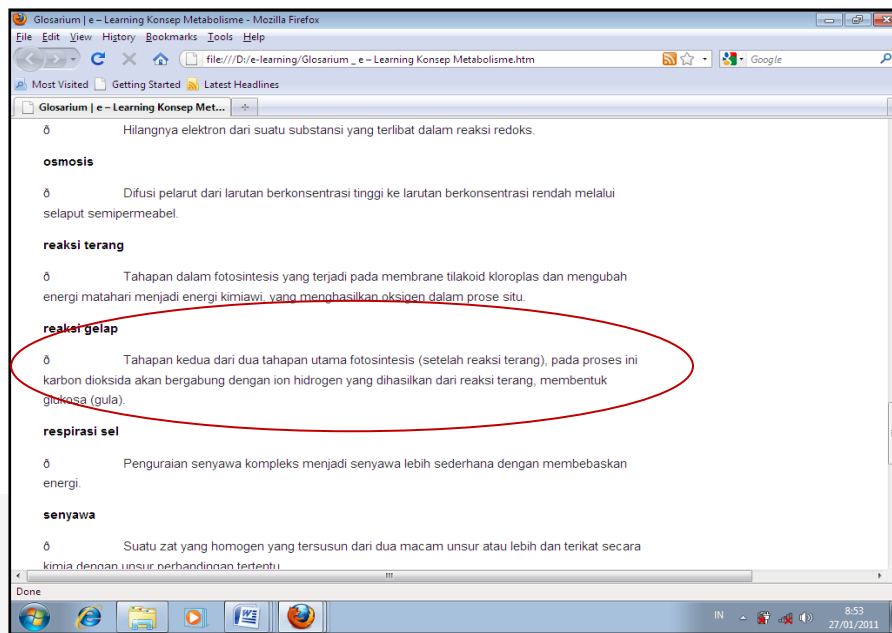 Glosarium | e – Learning Konsep Metabolisme - Mozilla Firefox
File Edit View History Bookmarks Tools Help
file:///D:/e-learning/Glosarium _ e – Learning Konsep Metabolisme.htm
Google
Most Visited Getting Started Latest Headlines
Glosarium | e – Learning Konsep Met...
ð Hilangnya elektron dari suatu substansi yang terlibat dalam reaksi redoks.
osmosis
ð Difusi pelarut dari larutan berkonsentrasi tinggi ke larutan berkonsentrasi rendah melalui
selaput semipermeabel.
reaksi terang
ð Tahapan dalam fotosintesis yang terjadi pada membrane tilakoid kloroplas dan mengubah
energi matahari menjadi energi kimiawi. yang menghasilkan oksigen dalam prose situ.
reaksi gelap
ð Tahapan kedua dari dua tahapan utama fotosintesis (setelah reaksi terang), pada proses ini
karbon dioksida akan bergabung dengan ion hidrogen yang dihasilkan dari reaksi terang, membentuk
glukosa (gula).
respirasi sel
ð Penguraian senyawa kompleks menjadi senyawa lebih sederhana dengan membebaskan
energi.
senyawa
ð Suatu zat yang homogen yang tersusun dari dua macam unsur atau lebih dan terikat secara
kimia dengan unsur perbandingan tertentu
Done
IN
8:53
27/01/2011